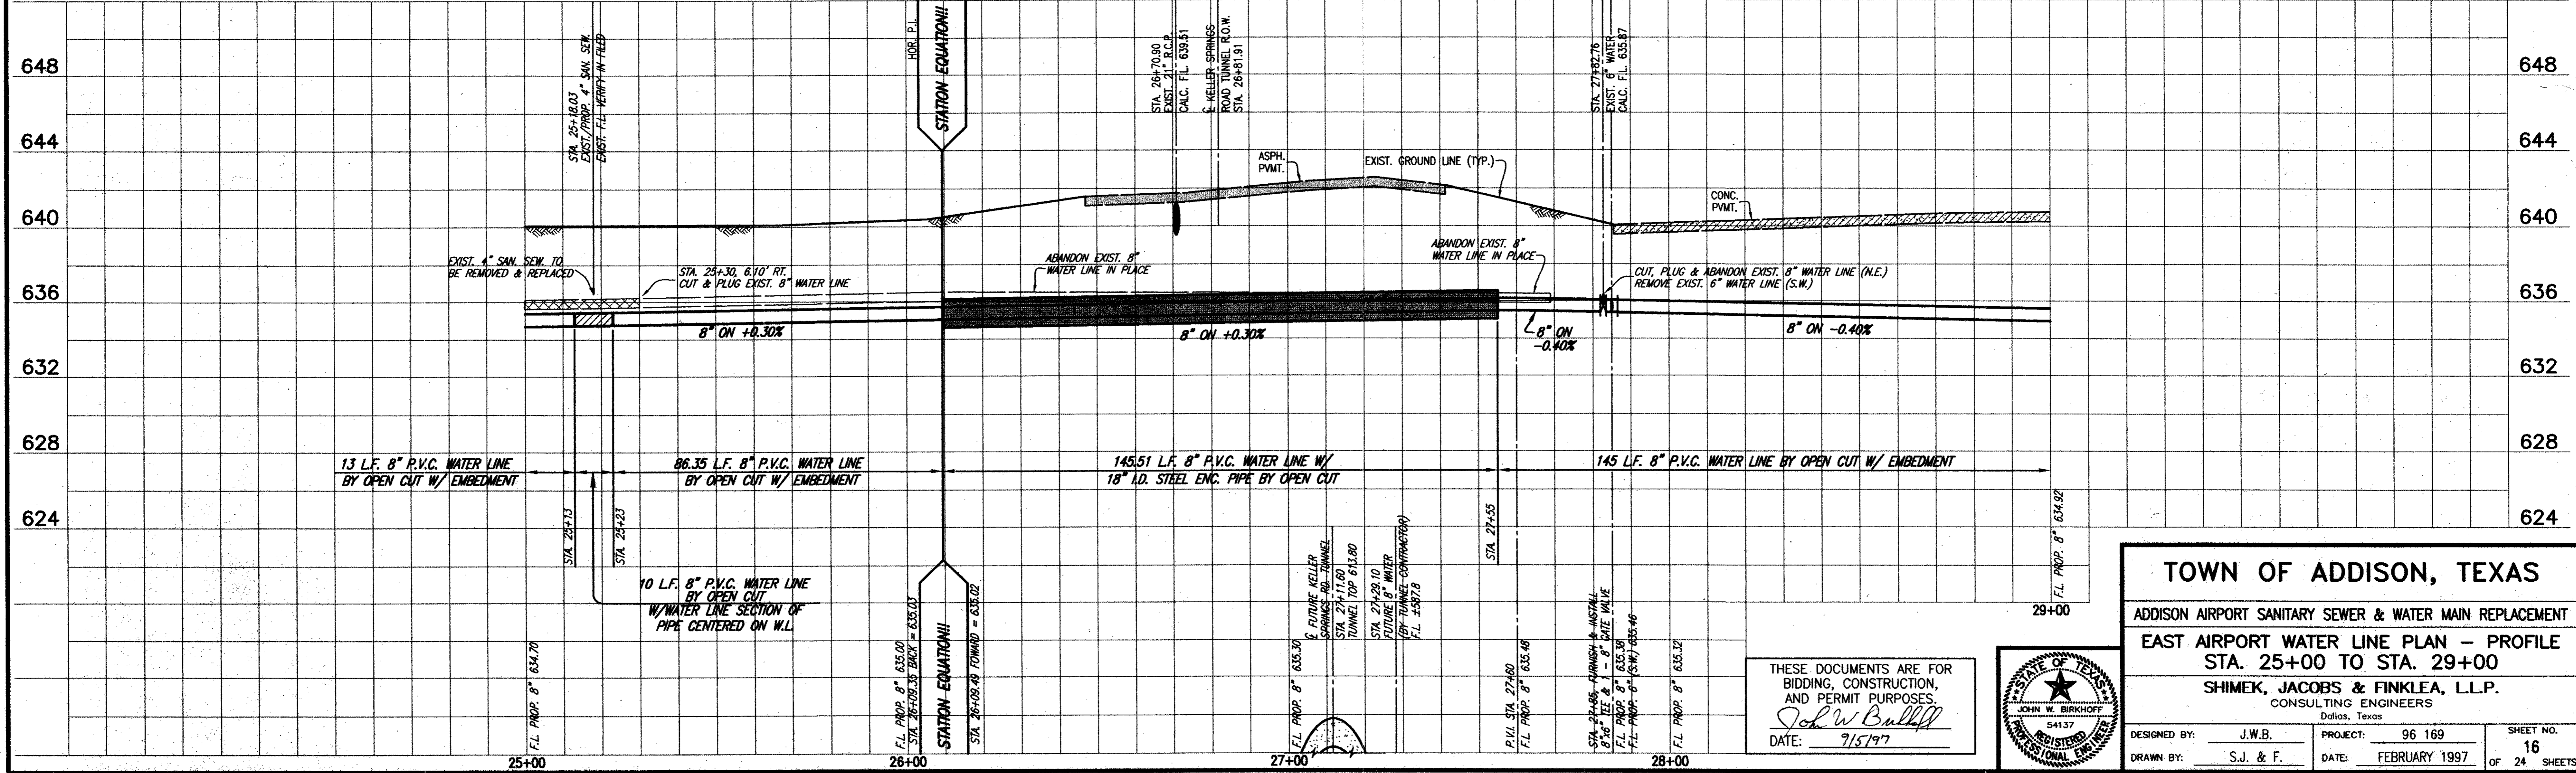 648
644
640
636
632
628
624
648
644
640
636
632
628
624
STA. 25+18.03
EXIST./PROP. 4" SAN. SEW.
EXIST. F.L. VERIFY IN FILED
HOR. P.I.
STATION EQUATION!!
STA. 26+70.90
EXIST. 21" R.C.P.
CALC. F.L. 639.51
℄ KELLER SPRINGS
ROAD TUNNEL R.O.W.
STA. 26+81.91
STA. 27+82.76
EXIST. 6" WATER
CALC. F.L. 635.87
ASPH.
PVMT.
EXIST. GROUND LINE (TYP.)
CONC.
PVMT.
EXIST. 4" SAN. SEW. TO
BE REMOVED & REPLACED
STA. 25+30, 6.10' RT.
CUT & PLUG EXIST. 8" WATER LINE
ABANDON EXIST. 8"
WATER LINE IN PLACE
ABANDON EXIST. 8"
WATER LINE IN PLACE
CUT, PLUG & ABANDON EXIST. 8" WATER LINE (N.E.)
REMOVE EXIST. 6" WATER LINE (S.W.)
8" ON +0.30%
8" ON +0.30%
8" ON
-0.40%
8" ON -0.40%
13 L.F. 8" P.V.C. WATER LINE
BY OPEN CUT W/ EMBEDMENT
86.35 L.F. 8" P.V.C. WATER LINE
BY OPEN CUT W/ EMBEDMENT
145.51 L.F. 8" P.V.C. WATER LINE W/
18" I.D. STEEL ENC. PIPE BY OPEN CUT
145 L.F. 8" P.V.C. WATER LINE BY OPEN CUT W/ EMBEDMENT
STA. 25+13
STA. 25+23
10 L.F. 8" P.V.C. WATER LINE
BY OPEN CUT
W/WATER LINE SECTION OF
PIPE CENTERED ON W.L.
STA. 27+55
F.L. PROP. 8" 634.70
F.L. PROP. 8" 635.00
STA. 26+09.35 BACK = 635.03
STATION EQUATION!!
STA. 26+09.49 FOWARD = 635.02
F.L. PROP. 8" 635.30
℄ FUTURE KELLER
SPRINGS RD. TUNNEL
STA. 27+11.60
TUNNEL TOP 613.80
STA. 27+29.10
FUTURE 8" WATER
(BY TUNNEL CONTRACTOR)
F.L. ±587.8
P.V.I. STA. 27+60
F.L. PROP. 8" 635.48
STA. 27+85, FURNISH & INSTALL
8"x6" TEE & 1 - 8" GATE VALVE
F.L. PROP. 8" 635.38
F.L. PROP. 6" (S.W.) 635.46
F.L. PROP. 8" 635.32
F.L. PROP. 8" 634.92
25+00
26+00
27+00
28+00
29+00
THESE DOCUMENTS ARE FOR
BIDDING, CONSTRUCTION,
AND PERMIT PURPOSES.
DATE: 9/5/97
STATE OF TEXAS
JOHN W. BIRKHOFF
54137
REGISTERED
PROFESSIONAL ENGINEER
TOWN OF ADDISON, TEXAS
ADDISON AIRPORT SANITARY SEWER & WATER MAIN REPLACEMENT
EAST AIRPORT WATER LINE PLAN - PROFILE
STA. 25+00 TO STA. 29+00
SHIMEK, JACOBS & FINKLEA, L.L.P.
CONSULTING ENGINEERS
Dallas, Texas
DESIGNED BY: J.W.B. PROJECT: 96 169
DRAWN BY: S.J. & F. DATE: FEBRUARY 1997
SHEET NO.
16
OF 24 SHEETS